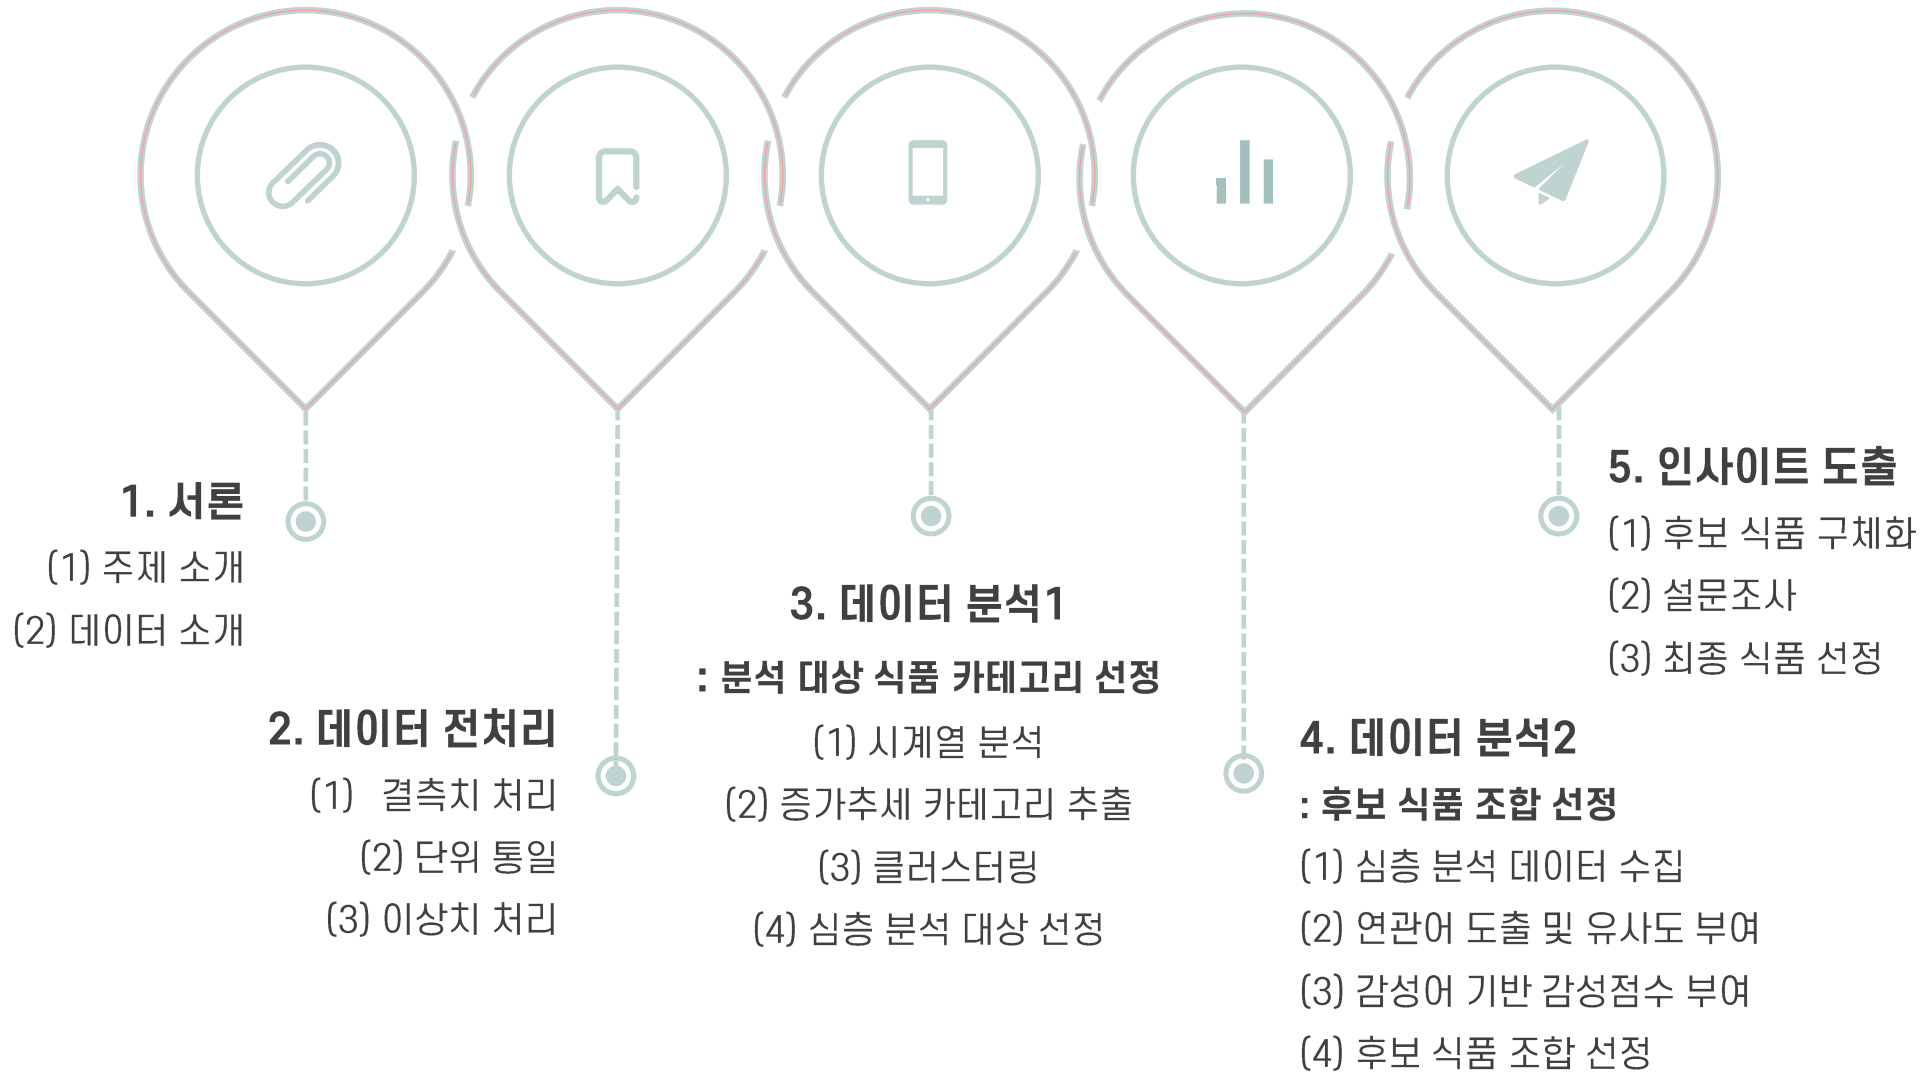 1. 서론
(1) 주제 소개
(2) 데이터 소개
2. 데이터 전처리
(1) 결측치 처리
(2) 단위 통일
(3) 이상치 처리
3. 데이터 분석1
: 분석 대상 식품 카테고리 선정
(1) 시계열 분석
(2) 증가추세 카테고리 추출
(3) 클러스터링
(4) 심층 분석 대상 선정
4. 데이터 분석2
: 후보 식품 조합 선정
(1) 심층 분석 데이터 수집
(2) 연관어 도출 및 유사도 부여
(3) 감성어 기반 감성점수 부여
(4) 후보 식품 조합 선정
5. 인사이트 도출
(1) 후보 식품 구체화
(2) 설문조사
(3) 최종 식품 선정